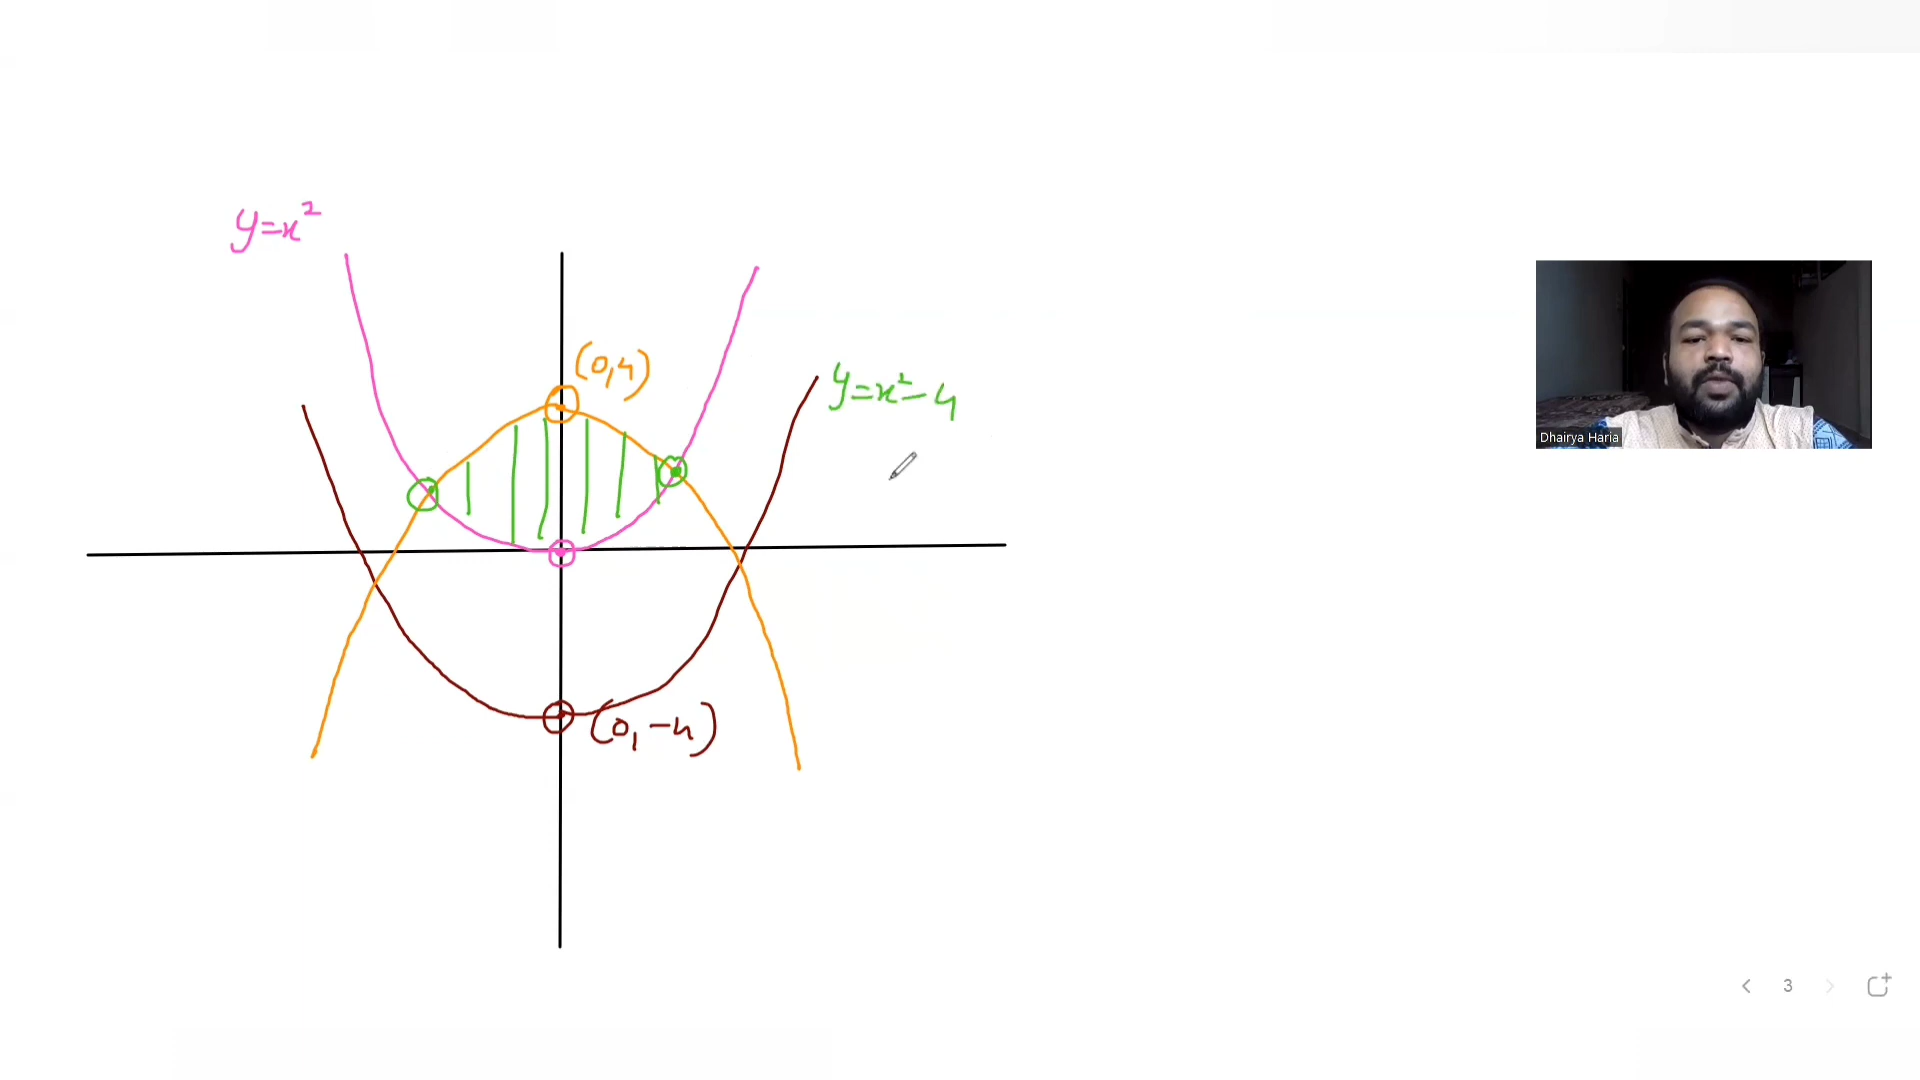 y=x²
(0,4)
y=x²-4
Dhairya Haria
(0,-4)
3